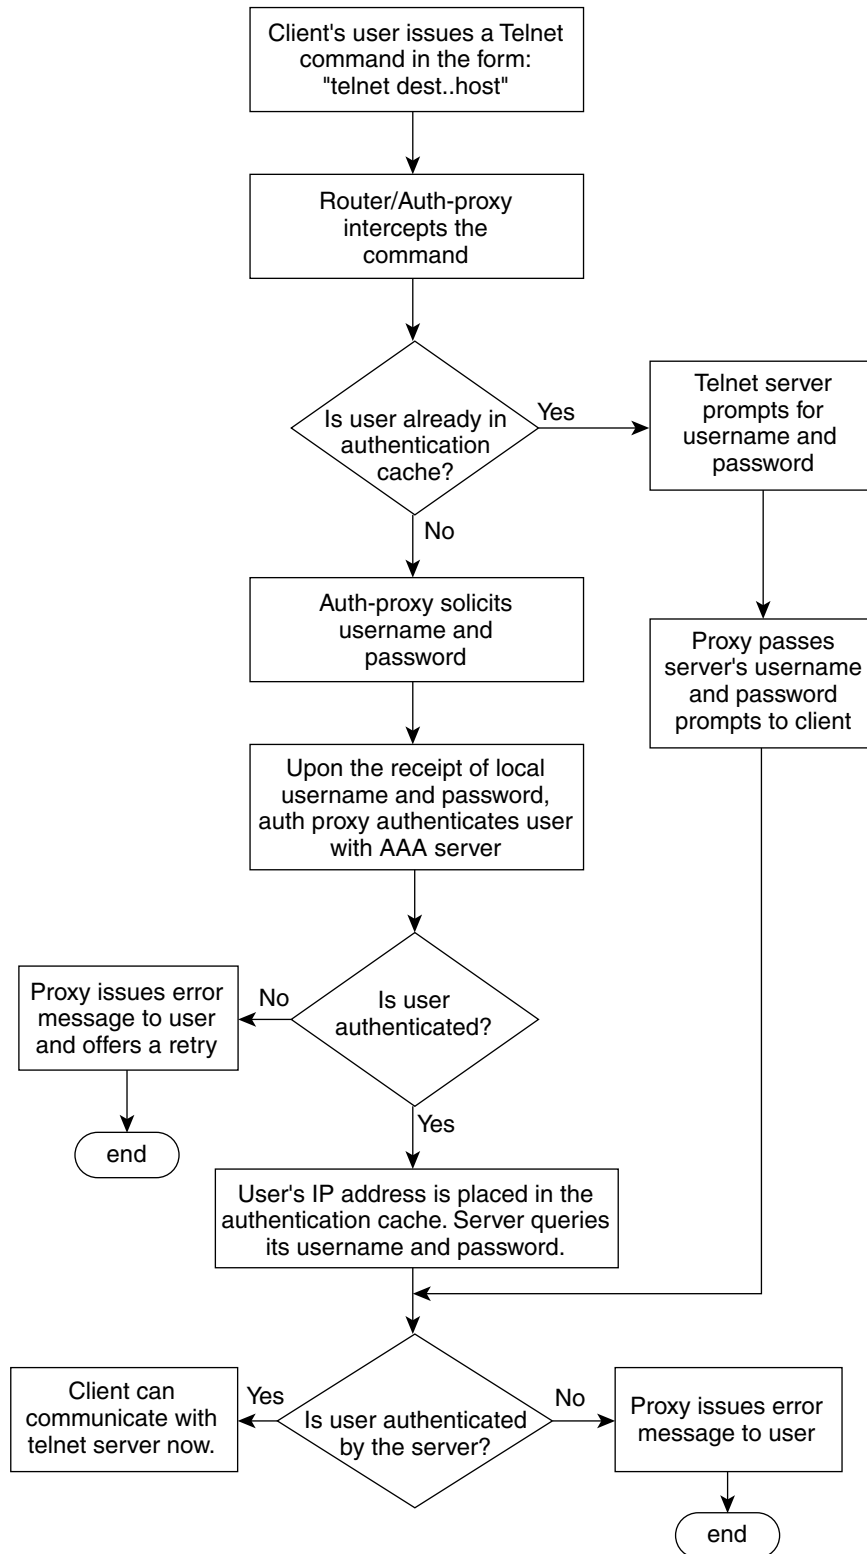 Client's user issues a Telnet
command in the form:
"telnet dest..host"
Router/Auth-proxy
intercepts the
command
Is user already in
authentication
cache?
Yes
Telnet server
prompts for
username and
password
No
Auth-proxy solicits
username and
password
Proxy passes
server's username
and password
prompts to client
Upon the receipt of local
username and password,
auth proxy authenticates user
with AAA server
Is user
authenticated?
No
Proxy issues error
message to user
and offers a retry
end
Yes
User's IP address is placed in the
authentication cache. Server queries
its username and password.
Is user authenticated
by the server?
Yes
Client can
communicate with
telnet server now.
No
Proxy issues error
message to user
end